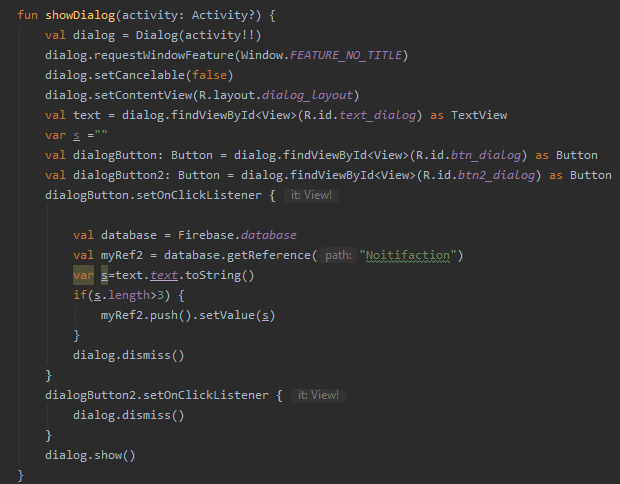 fun showDialog(activity: Activity?) {
val dialog = Dialog(activity!!)
dialog.requestWindowFeature(Window.FEATURE_NO_TITLE)
dialog.setCancelable(false)
dialog.setContentView(R.layout.dialog_layout)
val text = dialog.findViewById<View>(R.id.text_dialog) as TextView
var s =""
val dialogButton: Button = dialog.findViewById<View>(R.id.btn_dialog) as Button
val dialogButton2: Button = dialog.findViewById<View>(R.id.btn2_dialog) as Button
dialogButton.setOnClickListener { it: View!
val database = Firebase.database
val myRef2 = database.getReference( path: "Noitifaction")
var s=text.text.toString()
if(s.length>3) {
myRef2.push().setValue(s)
}
dialog.dismiss()
}
dialogButton2.setOnClickListener { it: View!
dialog.dismiss()
}
dialog.show()
}